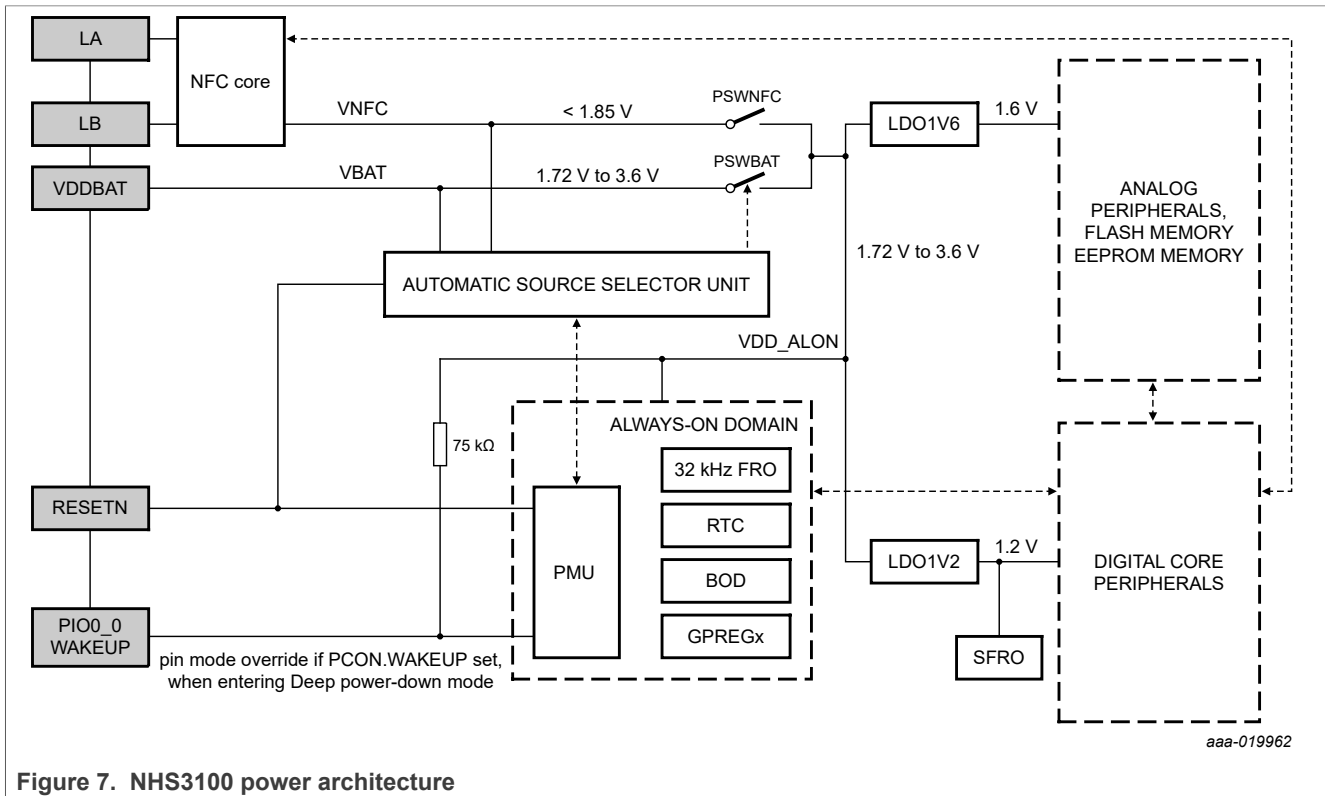 LA
NFC core
LB
VDDBAT
VNFC
< 1.85 V
PSWNFC
VBAT
1.72 V to 3.6 V
PSWBAT
LDO1V6
1.6 V
ANALOG
PERIPHERALS,
FLASH MEMORY
EEPROM MEMORY
1.72 V to 3.6 V
AUTOMATIC SOURCE SELECTOR UNIT
VDD_ALON
75 kΩ
ALWAYS-ON DOMAIN
32 kHz FRO
RTC
BOD
GPREGx
PMU
RESETN
PIO0_0
WAKEUP
pin mode override if PCON.WAKEUP set,
when entering Deep power-down mode
LDO1V2
1.2 V
SFRO
DIGITAL CORE
PERIPHERALS
aaa-019962
Figure 7. NHS3100 power architecture